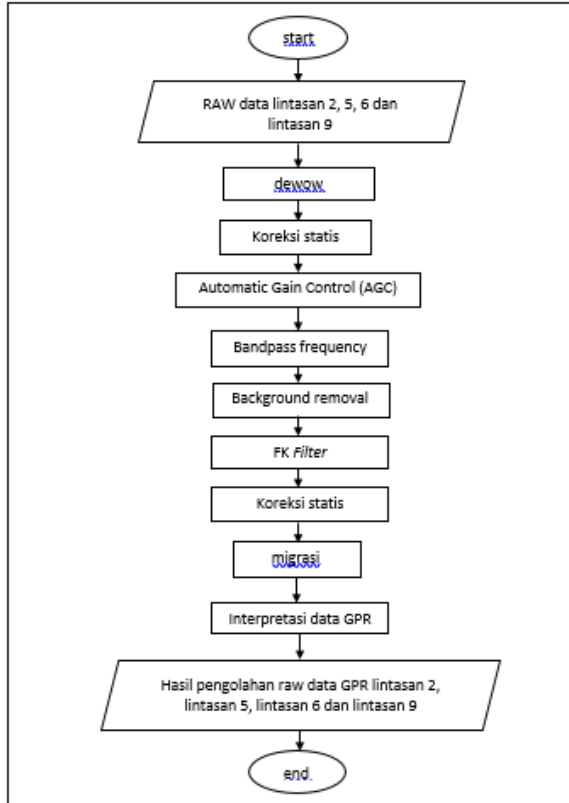 start
RAW data lintasan 2, 5, 6 dan
lintasan 9
dewow
Koreksi statis
Automatic Gain Control (AGC)
Bandpass frequency
Background removal
FK Filter
Koreksi statis
migrasi
Interpretasi data GPR
Hasil pengolahan raw data GPR lintasan 2,
lintasan 5, lintasan 6 dan lintasan 9
end